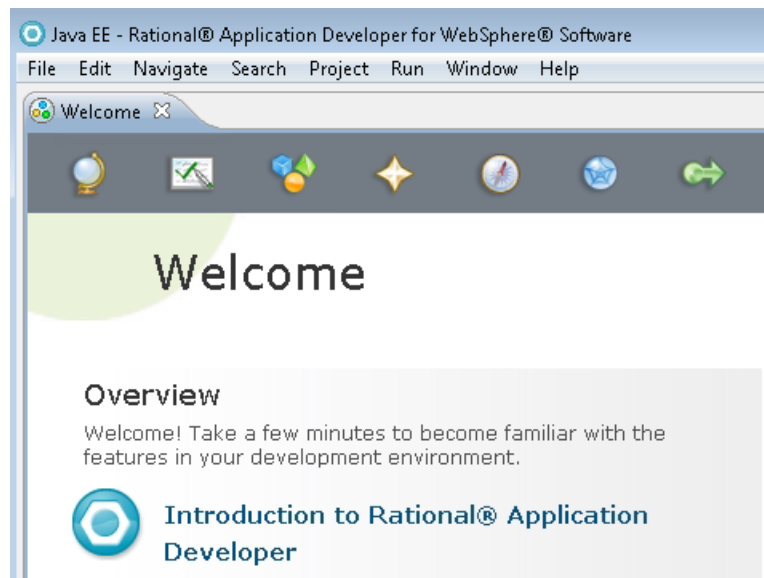 Java EE - Rational® Application Developer for WebSphere® Software
File Edit Navigate Search Project Run Window Help
Welcome
Welcome
Overview
Welcome! Take a few minutes to become familiar with the
features in your development environment.
Introduction to Rational® Application
Developer